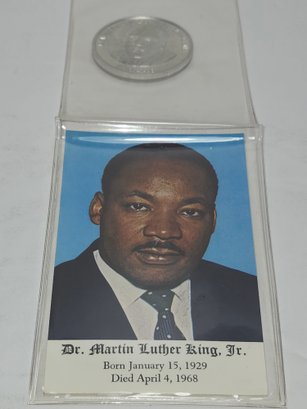 Dr. Martin Luther King, Jr.
Born January 15, 1929
Died April 4, 1968